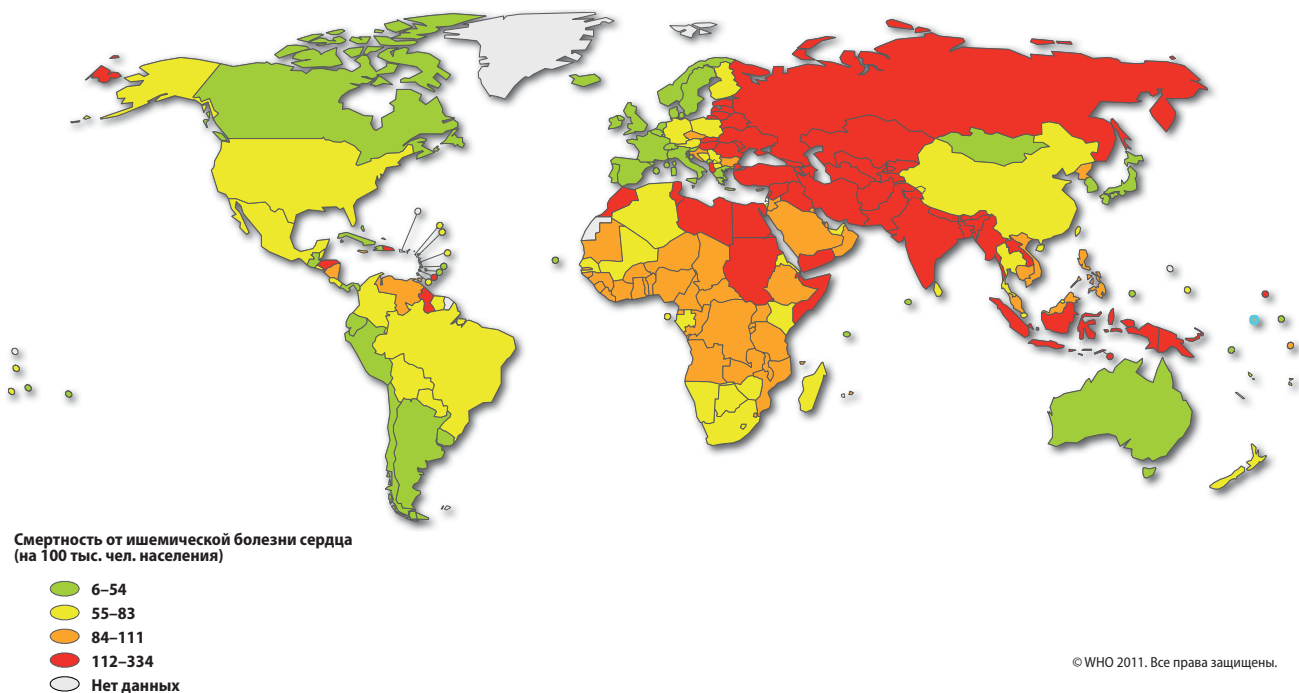 Смертность от ишемической болезни сердца
(на 100 тыс. чел. населения)
6–54
55–83
84–111
112–334
Нет данных
© WHO 2011. Все права защищены.